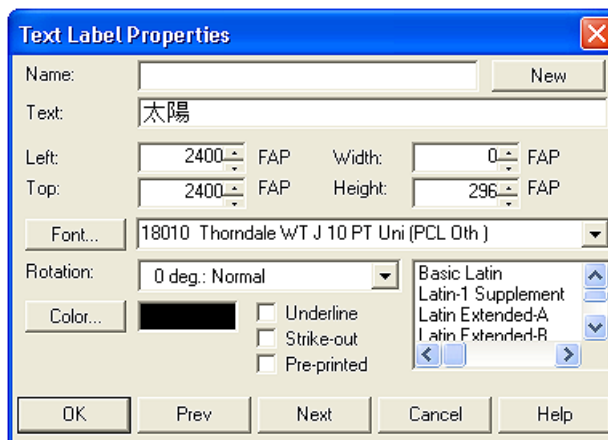 Text Label Properties
Name: New
Text: 太陽
Left: 2400 FAP Width: 0 FAP
Top: 2400 FAP Height: 296 FAP
Font... 18010 Thorndale WT J 10 PT Uni (PCL Oth )
Rotation: 0 deg.: Normal
Basic Latin
Latin-1 Supplement
Color... Underline Latin Extended-A
Strike-out Latin Extended-B
Pre-printed
OK Prev Next Cancel Help